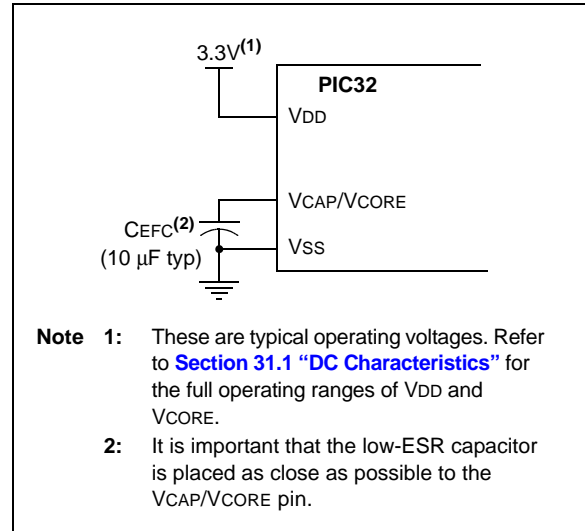 3.3V(1)
PIC32
VDD
VCAP/VCORE
CEFC(2)
(10 μF typ)
VSS
Note 1: These are typical operating voltages. Refer
to Section 31.1 “DC Characteristics” for
the full operating ranges of VDD and
VCORE.
2: It is important that the low-ESR capacitor
is placed as close as possible to the
VCAP/VCORE pin.